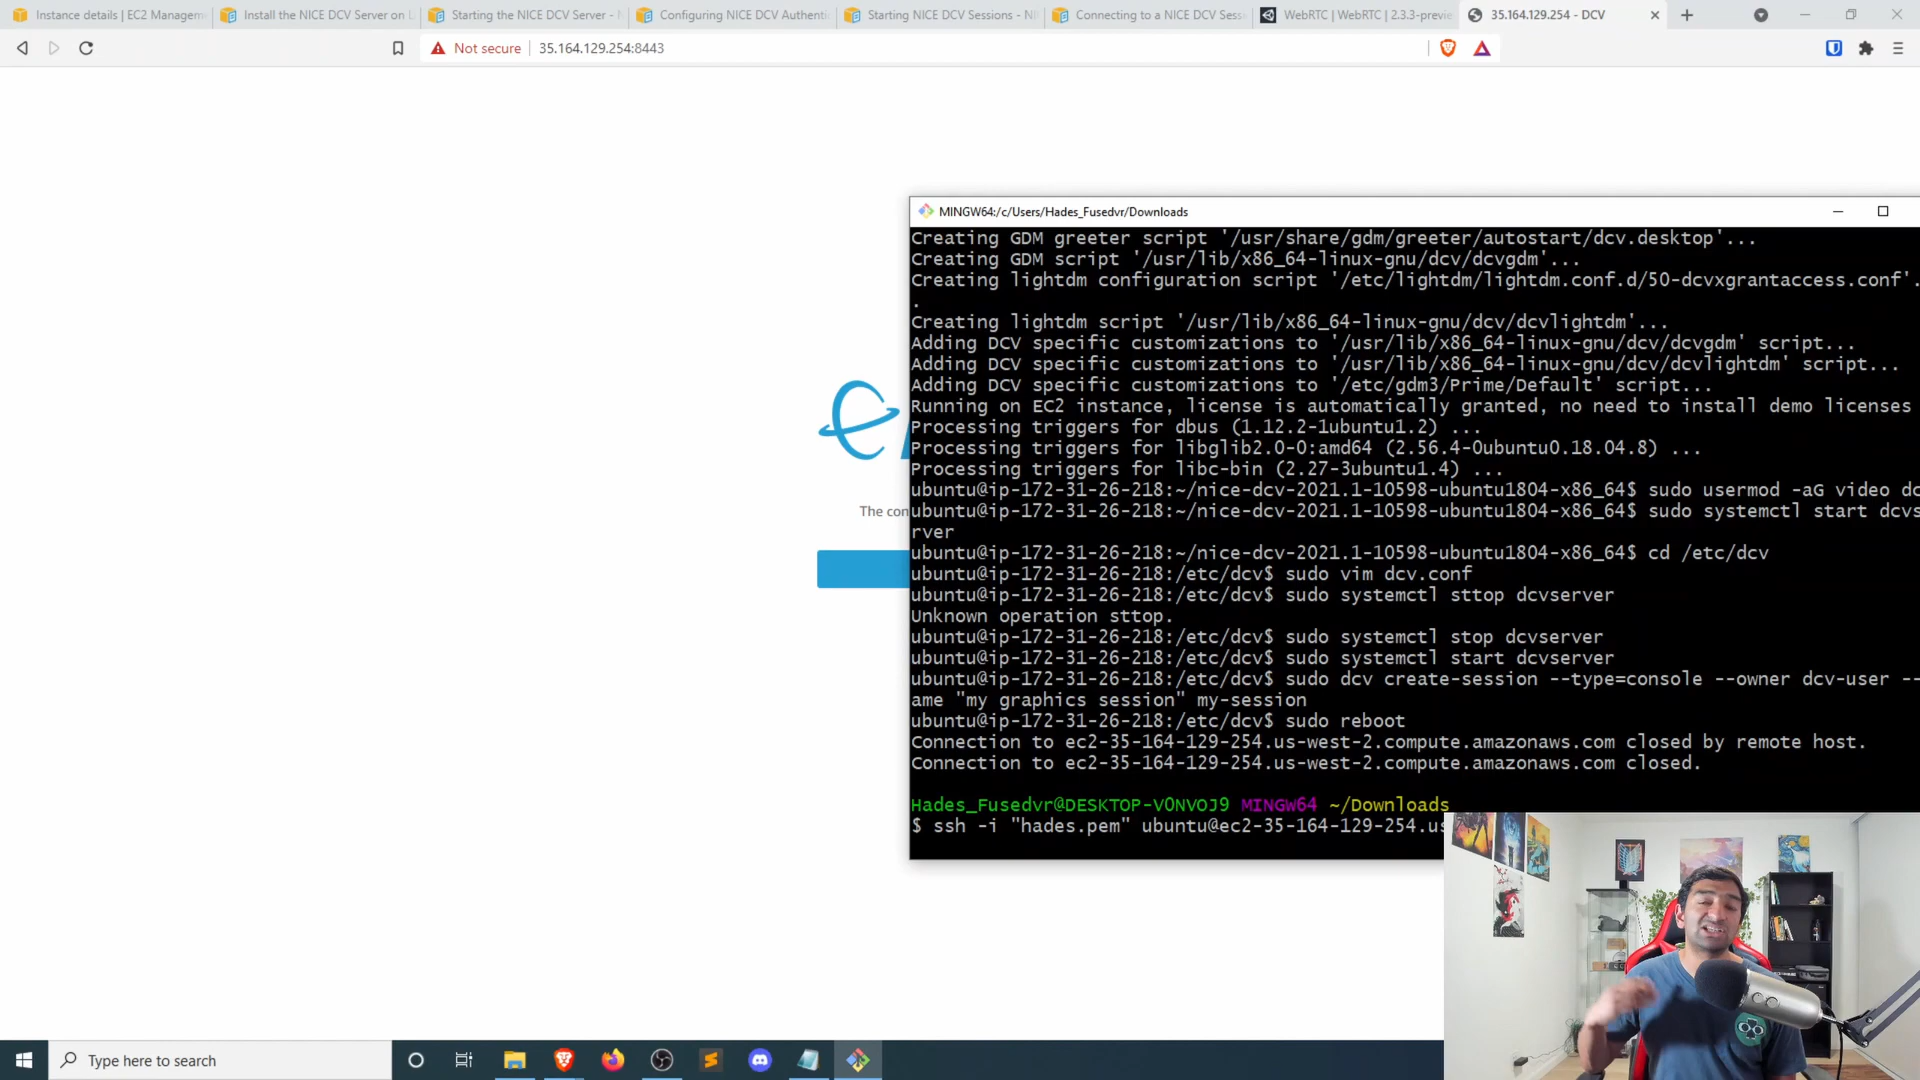 Instance details | EC2 Managem
Install the NICE DCV Server on L
Starting the NICE DCV Server -
Configuring NICE DCV Authenti
Starting NICE DCV Sessions - NI
Connecting to a NICE DCV Sess
WebRTC | WebRTC | 2.3.3-previe
35.164.129.254 - DCV
Not secure
35.164.129.254:8443
MINGW64:/c/Users/Hades_Fusedvr/Downloads
Creating GDM greeter script '/usr/share/gdm/greeter/autostart/dcv.desktop'...
Creating GDM script '/usr/lib/x86_64-linux-gnu/dcv/dcvgdm'...
Creating lightdm configuration script '/etc/lightdm/lightdm.conf.d/50-dcvxgrantaccess.conf'.
.
Creating lightdm script '/usr/lib/x86_64-linux-gnu/dcv/dcvlightdm'...
Adding DCV specific customizations to '/usr/lib/x86_64-linux-gnu/dcv/dcvgdm' script...
Adding DCV specific customizations to '/usr/lib/x86_64-linux-gnu/dcv/dcvlightdm' script...
Adding DCV specific customizations to '/etc/gdm3/Prime/Default' script...
Running on EC2 instance, license is automatically granted, no need to install demo licenses
Processing triggers for dbus (1.12.2-1ubuntu1.2) ...
Processing triggers for libglib2.0-0:amd64 (2.56.4-0ubuntu0.18.04.8) ...
Processing triggers for libc-bin (2.27-3ubuntu1.4) ...
ubuntu@ip-172-31-26-218:~/nice-dcv-2021.1-10598-ubuntu1804-x86_64$ sudo usermod -aG video dc
ubuntu@ip-172-31-26-218:~/nice-dcv-2021.1-10598-ubuntu1804-x86_64$ sudo systemctl start dcvs
rver
ubuntu@ip-172-31-26-218:~/nice-dcv-2021.1-10598-ubuntu1804-x86_64$ cd /etc/dcv
ubuntu@ip-172-31-26-218:/etc/dcv$ sudo vim dcv.conf
ubuntu@ip-172-31-26-218:/etc/dcv$ sudo systemctl sttop dcvserver
Unknown operation sttop.
ubuntu@ip-172-31-26-218:/etc/dcv$ sudo systemctl stop dcvserver
ubuntu@ip-172-31-26-218:/etc/dcv$ sudo systemctl start dcvserver
ubuntu@ip-172-31-26-218:/etc/dcv$ sudo dcv create-session --type=console --owner dcv-user --
ame "my graphics session" my-session
ubuntu@ip-172-31-26-218:/etc/dcv$ sudo reboot
Connection to ec2-35-164-129-254.us-west-2.compute.amazonaws.com closed by remote host.
Connection to ec2-35-164-129-254.us-west-2.compute.amazonaws.com closed.
Hades_Fusedvr@DESKTOP-V0NVOJ9 MINGW64 ~/Downloads
$ ssh -i "hades.pem" ubuntu@ec2-35-164-129-254.us
The con
Type here to search